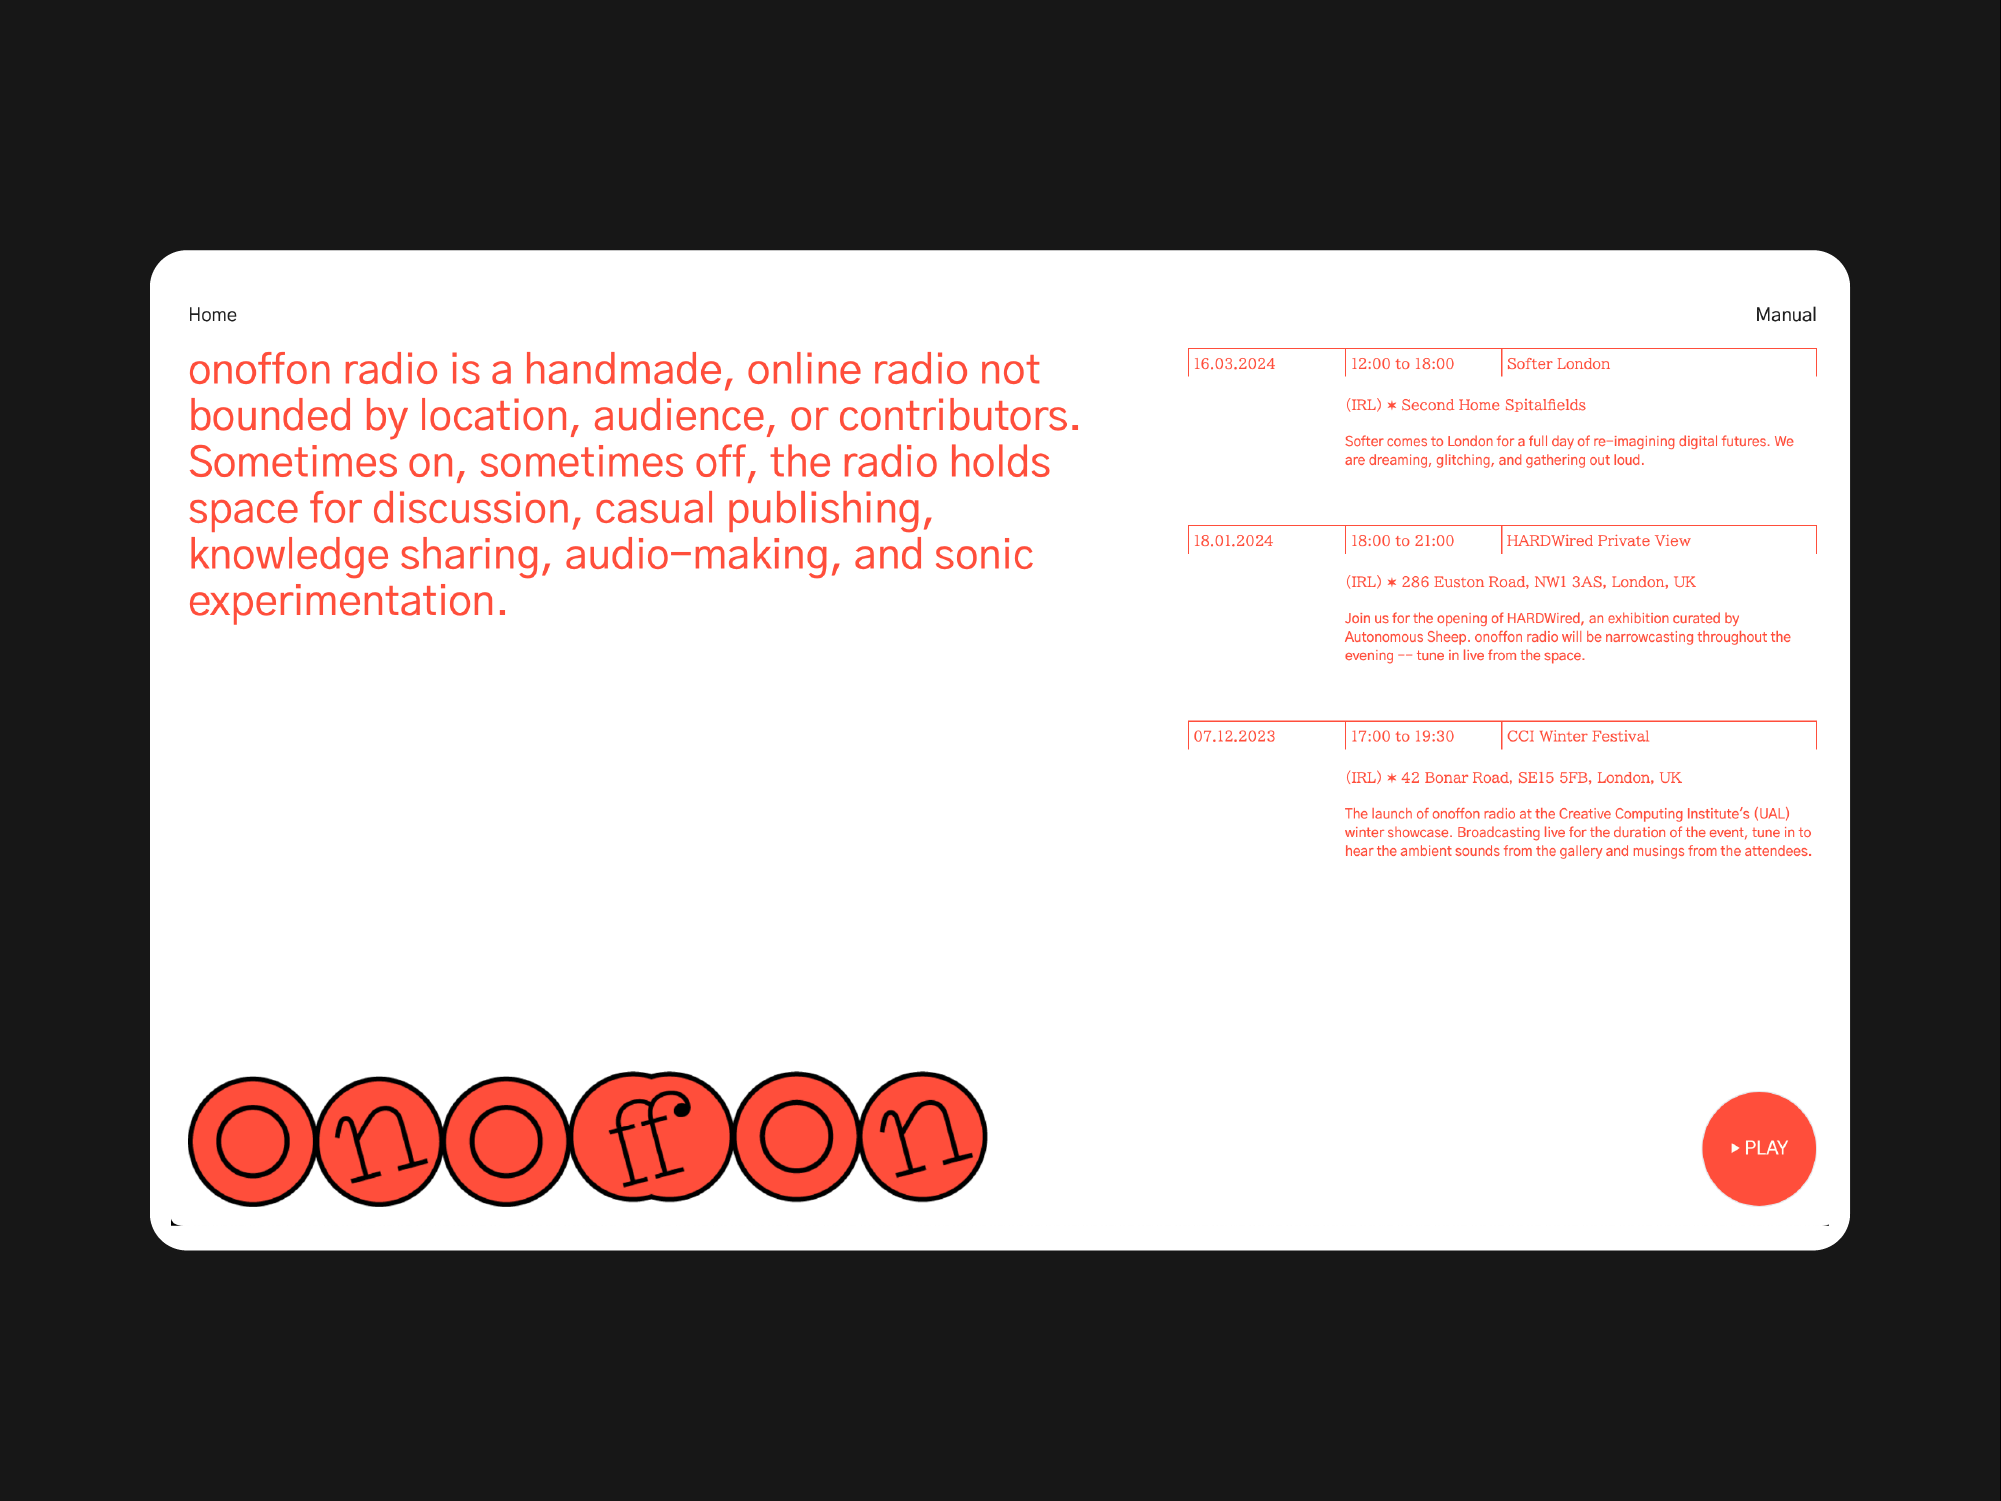 Home
Manual
onoffon radio is a handmade, online radio not
bounded by location, audience, or contributors.
Sometimes on, sometimes off, the radio holds
space for discussion, casual publishing,
knowledge sharing, audio-making, and sonic
experimentation.
16.03.2024 12:00 to 18:00 Softer London
(IRL) ✶ Second Home Spitalfields
Softer comes to London for a full day of re-imagining digital futures. We
are dreaming, glitching, and gathering out loud.
18.01.2024 18:00 to 21:00 HARDWired Private View
(IRL) ✶ 286 Euston Road, NW1 3AS, London, UK
Join us for the opening of HARDWired, an exhibition curated by
Autonomous Sheep. onoffon radio will be narrowcasting throughout the
evening -- tune in live from the space.
07.12.2023 17:00 to 19:30 CCI Winter Festival
(IRL) ✶ 42 Bonar Road, SE15 5FB, London, UK
The launch of onoffon radio at the Creative Computing Institute's (UAL)
winter showcase. Broadcasting live for the duration of the event, tune in to
hear the ambient sounds from the gallery and musings from the attendees.
onoffon
▸ PLAY